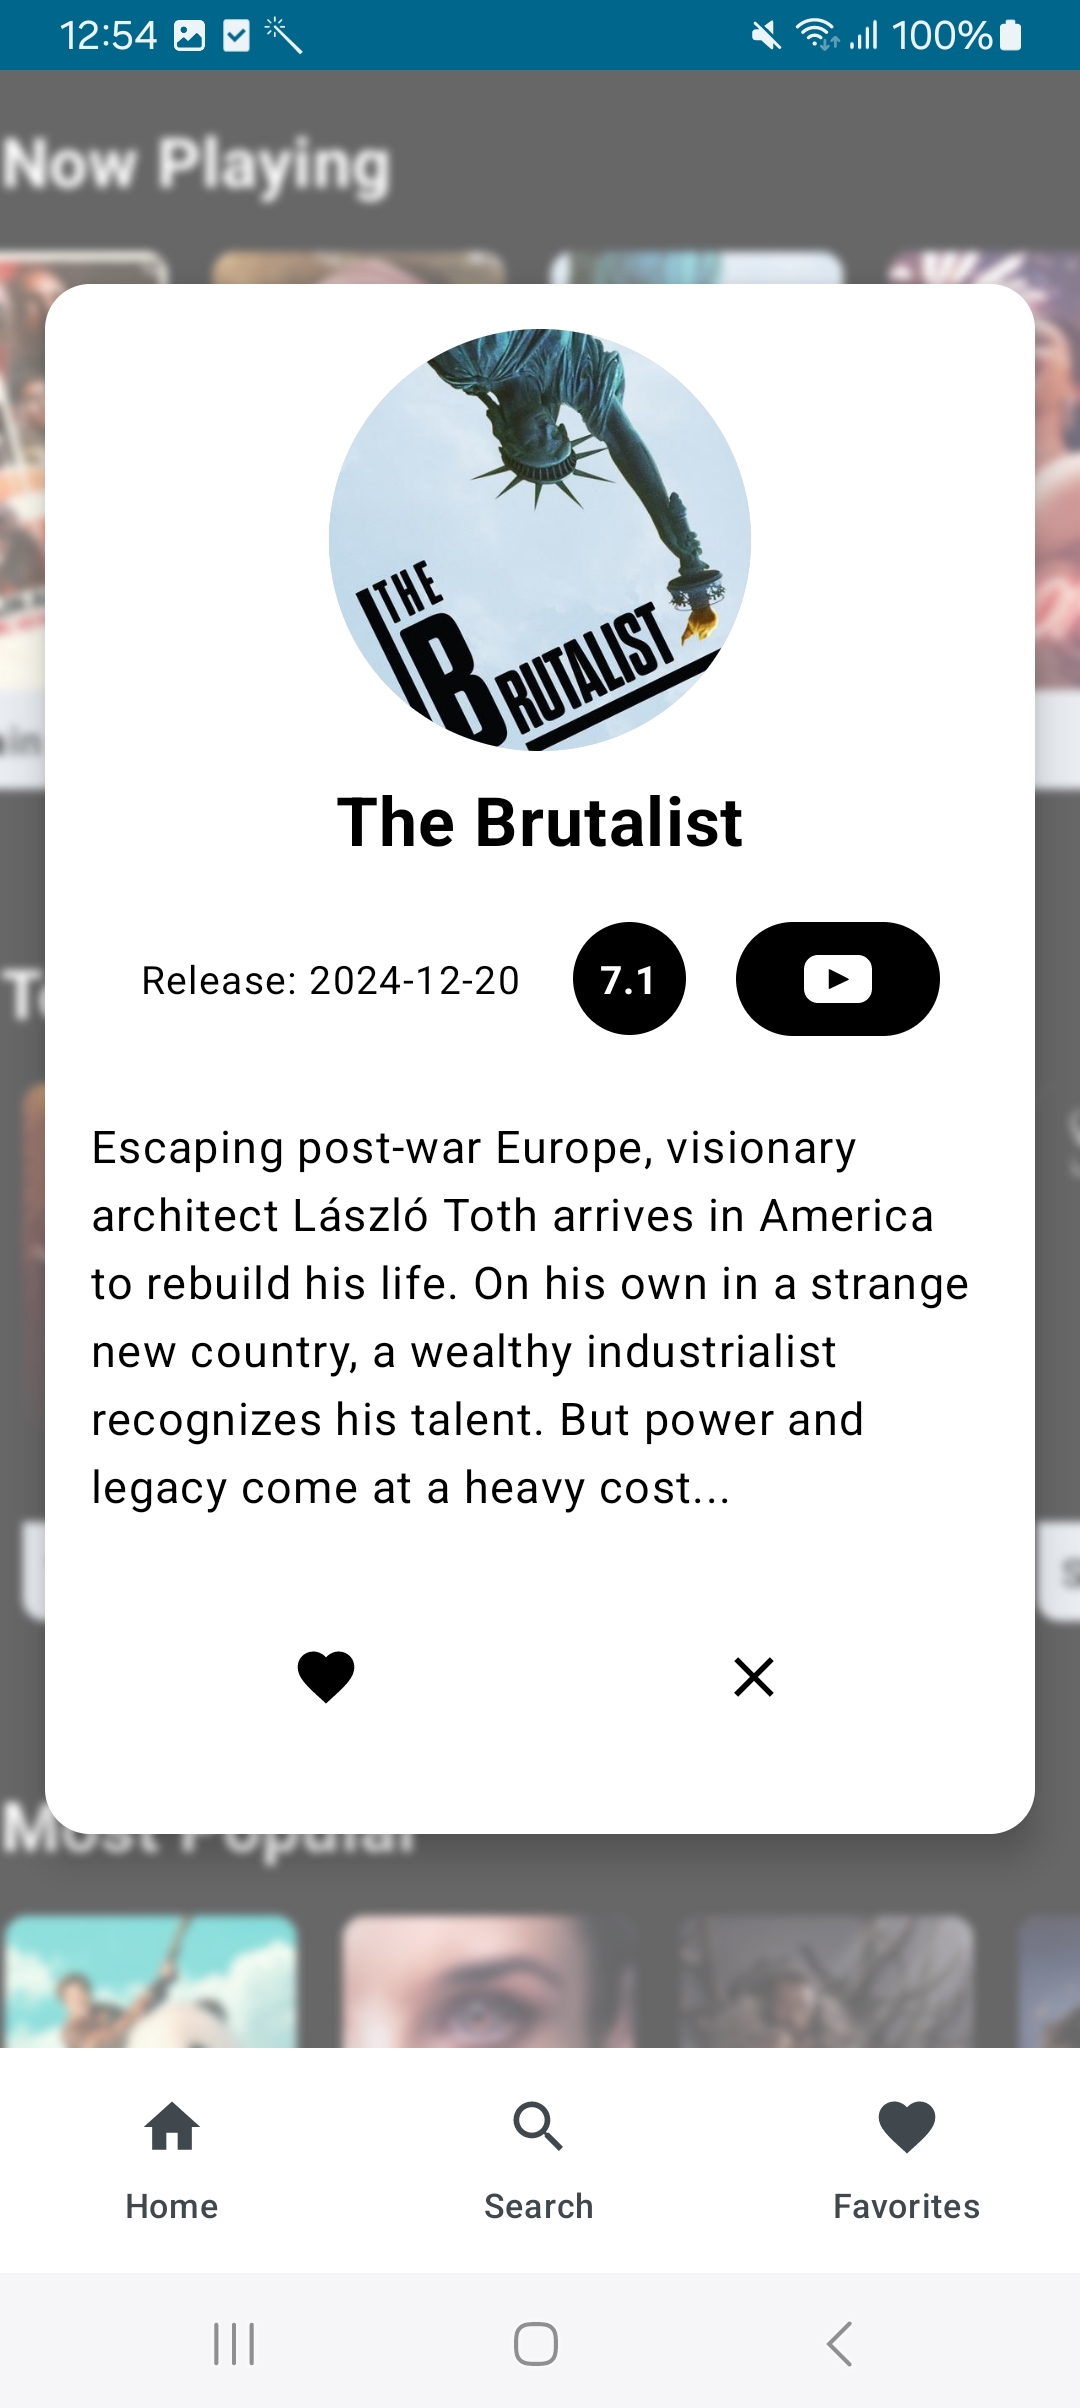 12:54
100%
Now Playing
THE
BRUTALIST
The Brutalist
Release: 2024-12-20
7.1
Escaping post-war Europe, visionary
architect László Toth arrives in America
to rebuild his life. On his own in a strange
new country, a wealthy industrialist
recognizes his talent. But power and
legacy come at a heavy cost...
Most Popular
Home
Search
Favorites